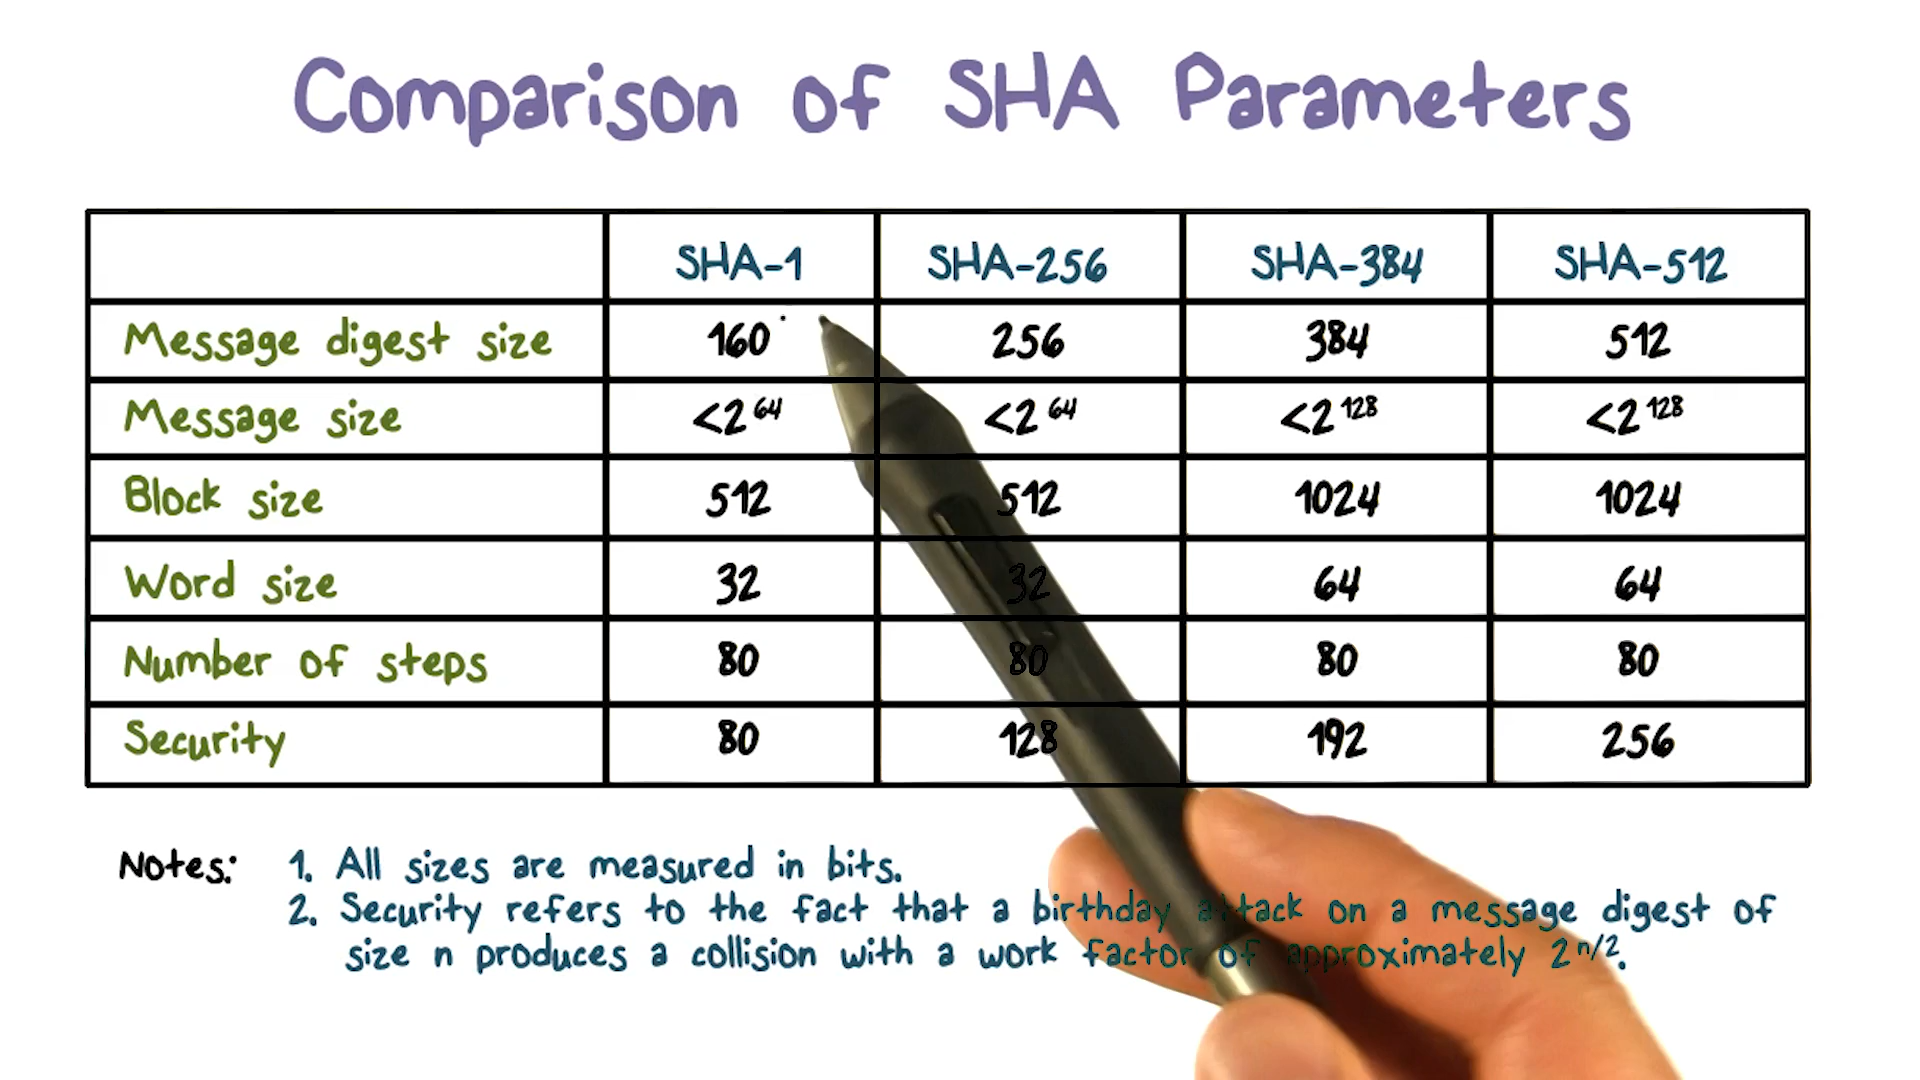 Comparison of SHA Parameters
SHA-1 SHA-256 SHA-384 SHA-512
Message digest size 160 256 384 512
Message size <2^64 <2^64 <2^128 <2^128
Block size 512 512 1024 1024
Word size 32 32 64 64
Number of steps 80 80 80 80
Security 80 128 192 256
Notes: 1. All sizes are measured in bits.
2. Security refers to the fact that a birthday attack on a message digest of
size n produces a collision with a work factor of approximately 2^n/2.